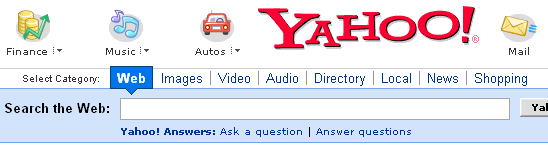 YAHOO!®
Finance Music Autos Mail
Select Category: Web Images Video Audio Directory Local News Shopping
Search the Web:
Yahoo! Answers: Ask a question | Answer questions